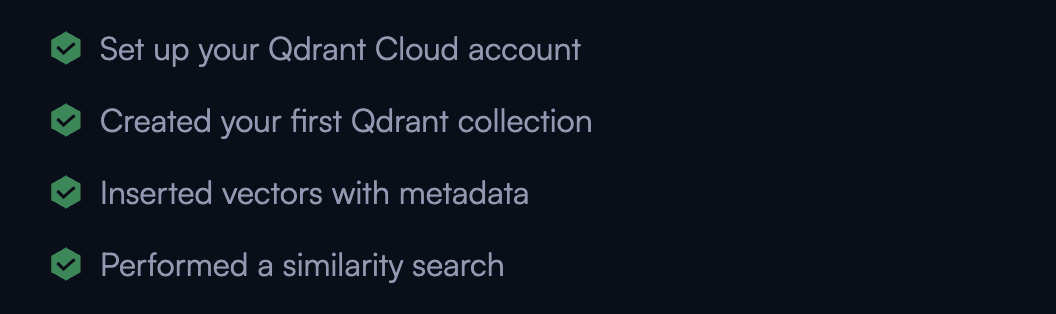 Set up your Qdrant Cloud account
Created your first Qdrant collection
Inserted vectors with metadata
Performed a similarity search